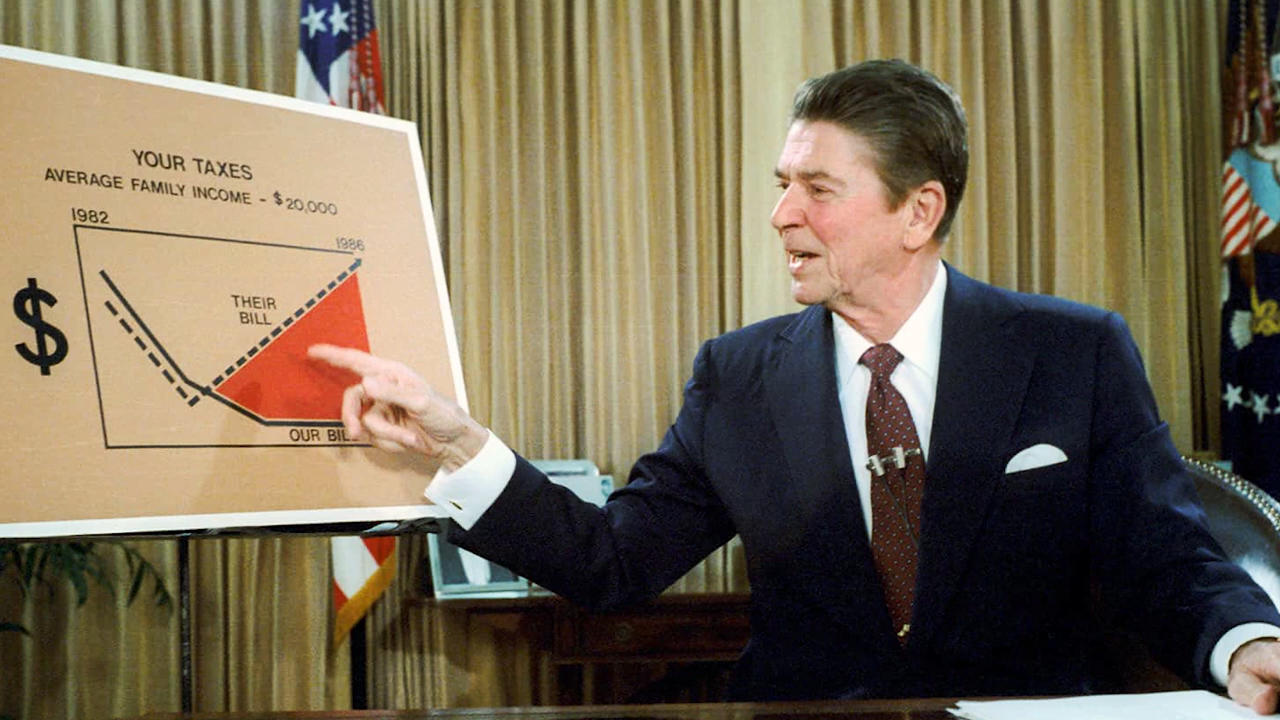 YOUR TAXES
AVERAGE FAMILY INCOME - $20,000
1982
1986
THEIR
BILL
$
OUR BILL